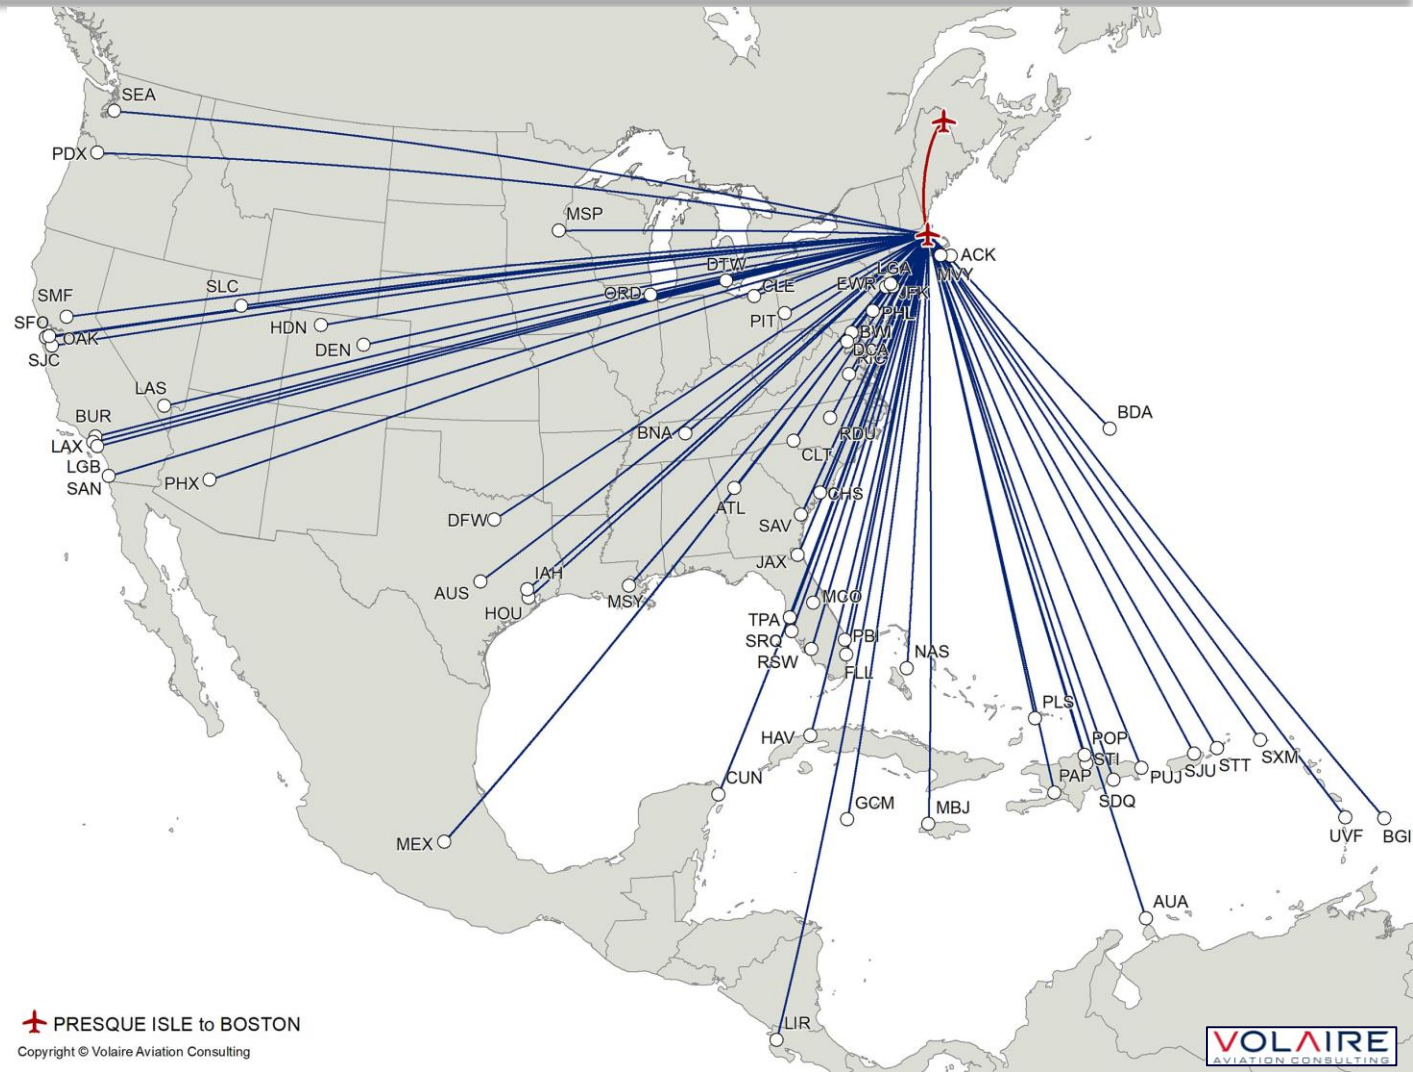 SEA
PDX
MSP
ACK
MVY
LGA
EWR
JFK
DTW
CLE
ORD
PIT
PHL
BWI
DCA
RIC
SLC
SMF
SFO
OAK
SJC
HDN
DEN
LAS
BUR
LAX
LGB
SAN
PHX
BNA
RDU
CLT
BDA
DFW
ATL
CHS
SAV
JAX
AUS
IAH
HOU
MSY
MCO
TPA
SRQ
RSW
PBI
FLL
NAS
PLS
HAV
POP
STI
PAP
PUJ
SJU
STT
SXM
SDQ
CUN
GCM
MBJ
MEX
UVF
BGI
AUA
LIR
PRESQUE ISLE to BOSTON
Copyright © Volaire Aviation Consulting
VOLAIRE
AVIATION CONSULTING